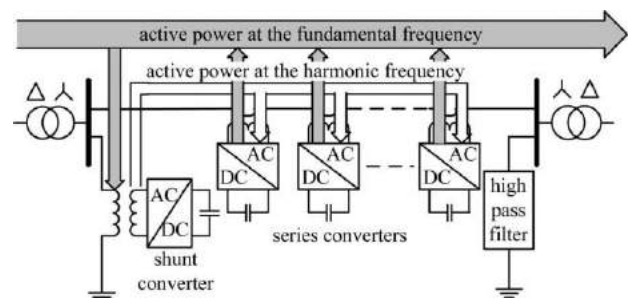 active power at the fundamental frequency
active power at the harmonic frequency
AC
DC
AC
DC
AC
DC
AC
DC
series converters
shunt
converter
high
pass
filter